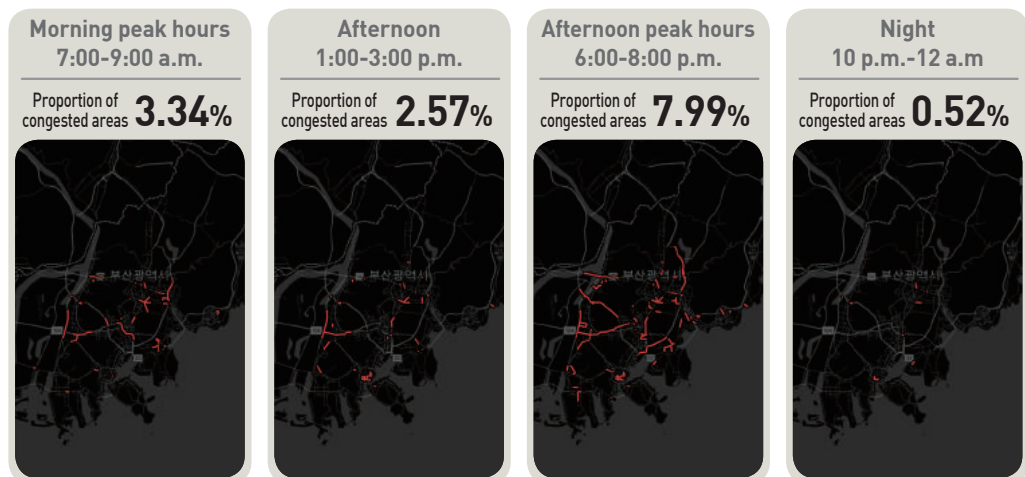 Morning peak hours
7:00-9:00 a.m.
Proportion of
congested areas 3.34%
부산광역시
Afternoon
1:00-3:00 p.m.
Proportion of
congested areas 2.57%
부산광역시
Afternoon peak hours
6:00-8:00 p.m.
Proportion of
congested areas 7.99%
부산광역시
Night
10 p.m.-12 a.m
Proportion of
congested areas 0.52%
부산광역시